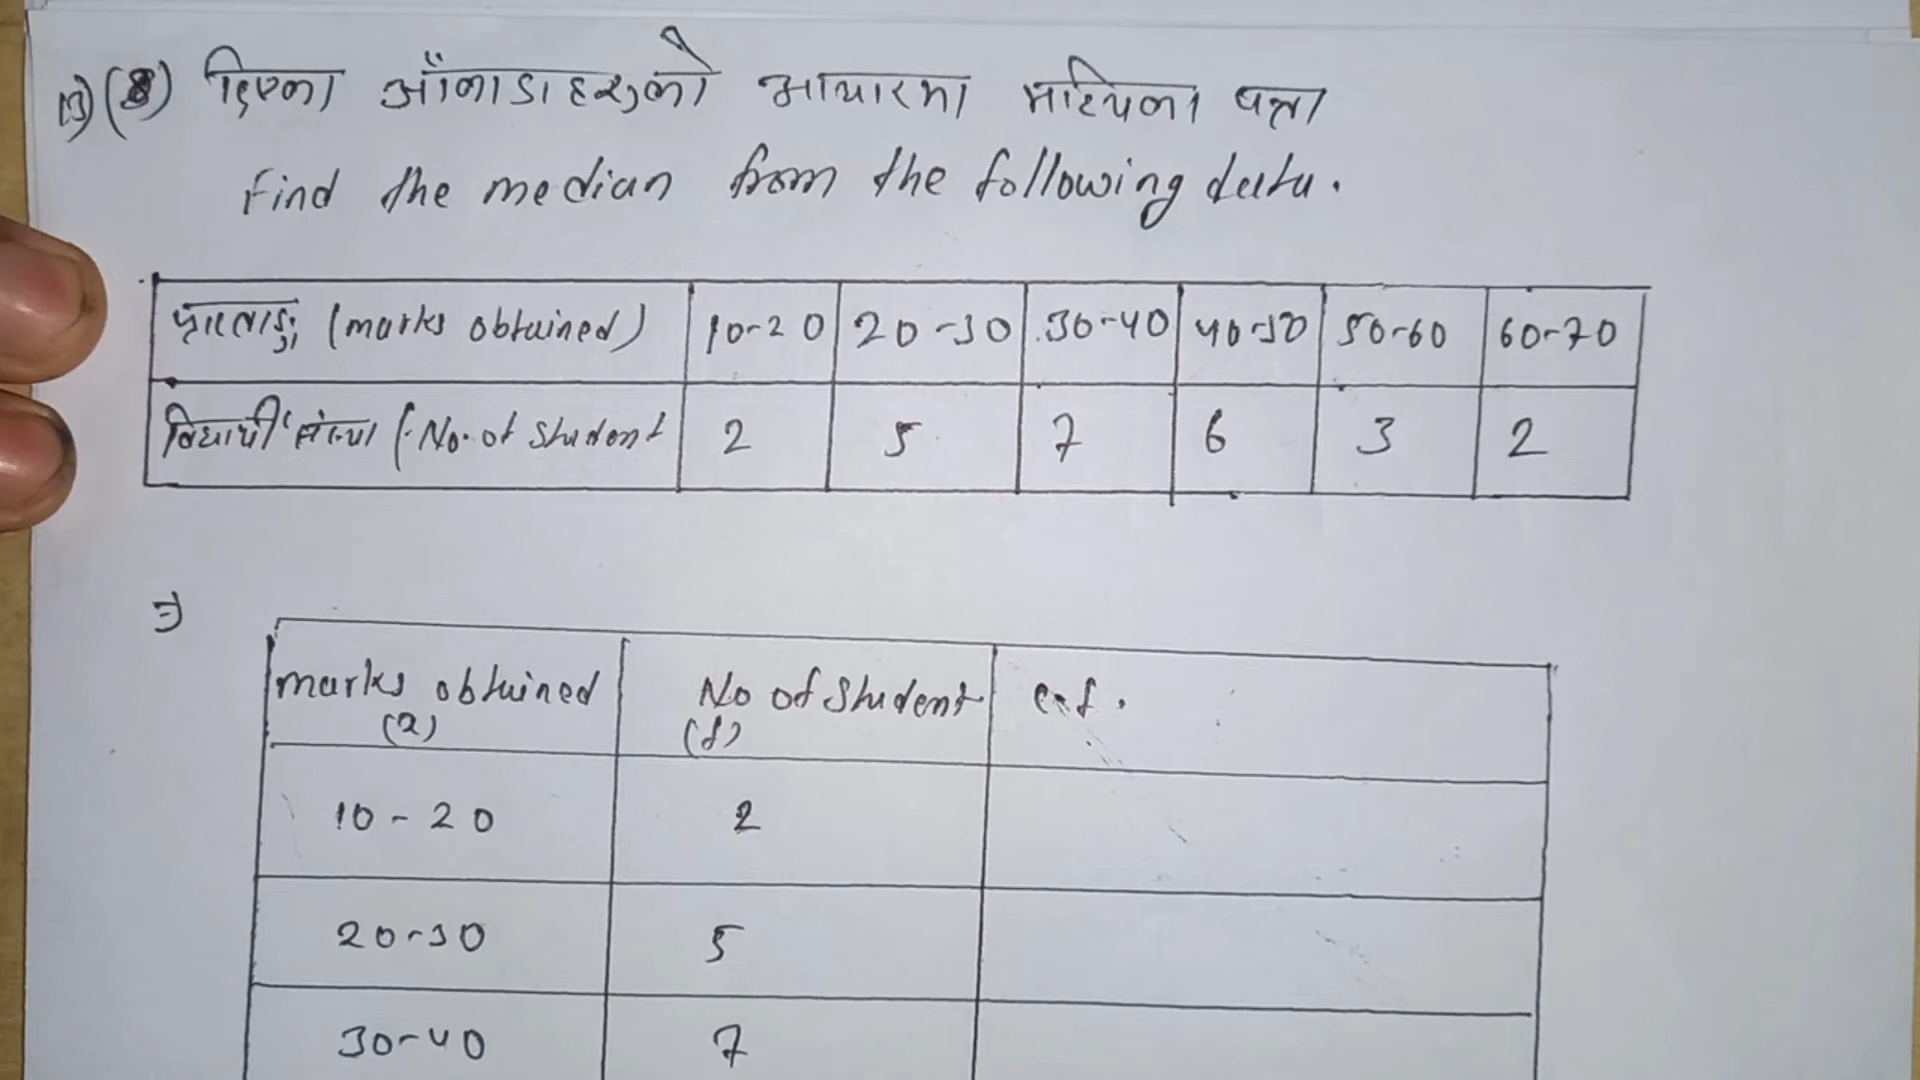 13) (8) दिएका आँकडाहरुको आधारमा मध्यिका पत्ता
Find the median from the following data.
प्राप्ताङ्क (marks obtained) 10-20 20-30 30-40 40-50 50-60 60-70
विद्यार्थी संख्या (No. of student 2 5 7 6 3 2
⇒
marks obtained (x) No of student (f) c.f.
10-20 2
20-30 5
30-40 7